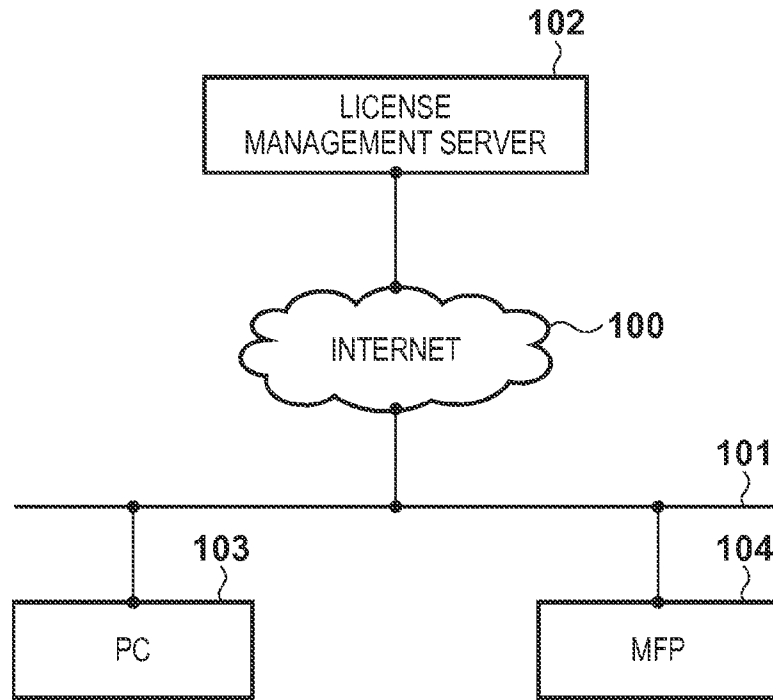 102
LICENSE
MANAGEMENT SERVER
INTERNET
100
101
103
104
PC
MFP